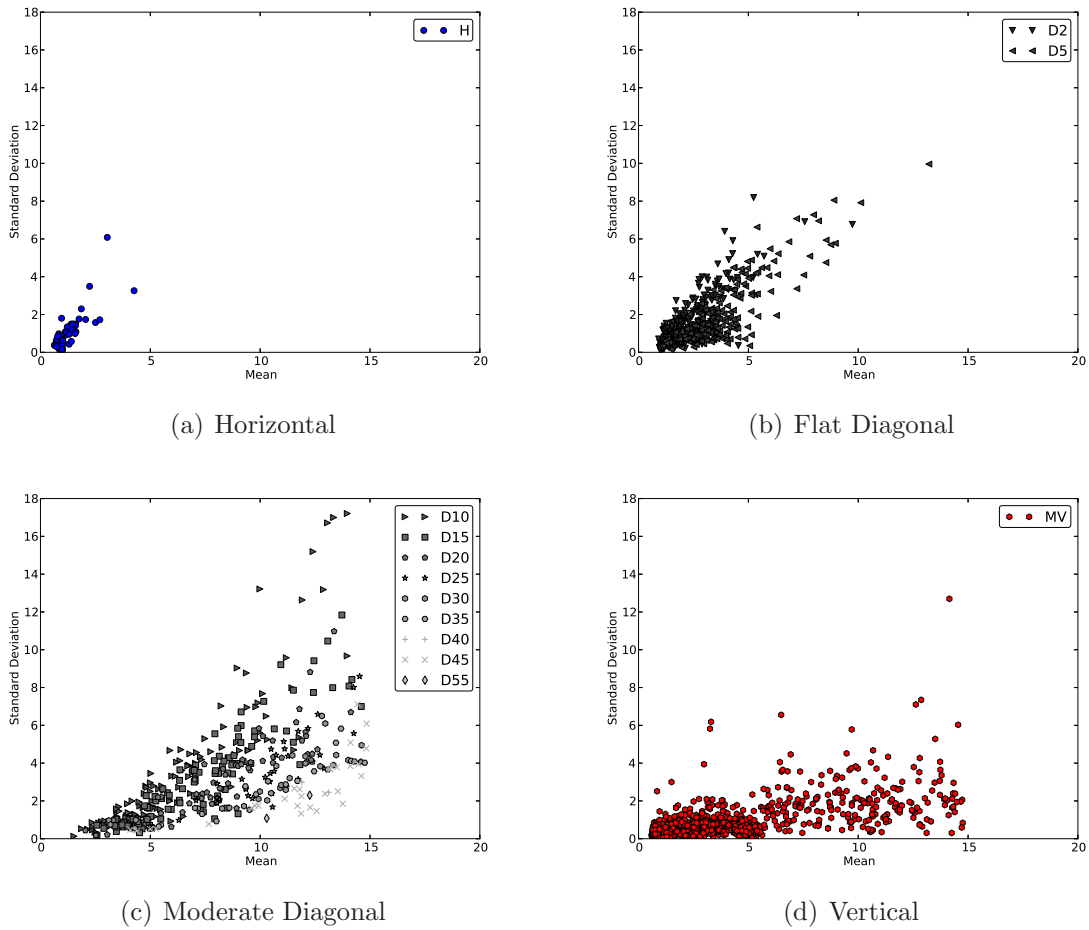 18
16
14
12
10
8
6
4
2
0
0 5 10 15 20
Standard Deviation
Mean
H
(a) Horizontal
18
16
14
12
10
8
6
4
2
0
0 5 10 15 20
Standard Deviation
Mean
D2
D5
(b) Flat Diagonal
18
16
14
12
10
8
6
4
2
0
0 5 10 15 20
Standard Deviation
Mean
D10
D15
D20
D25
D30
D35
D40
D45
D55
(c) Moderate Diagonal
18
16
14
12
10
8
6
4
2
0
0 5 10 15 20
Standard Deviation
Mean
MV
(d) Vertical